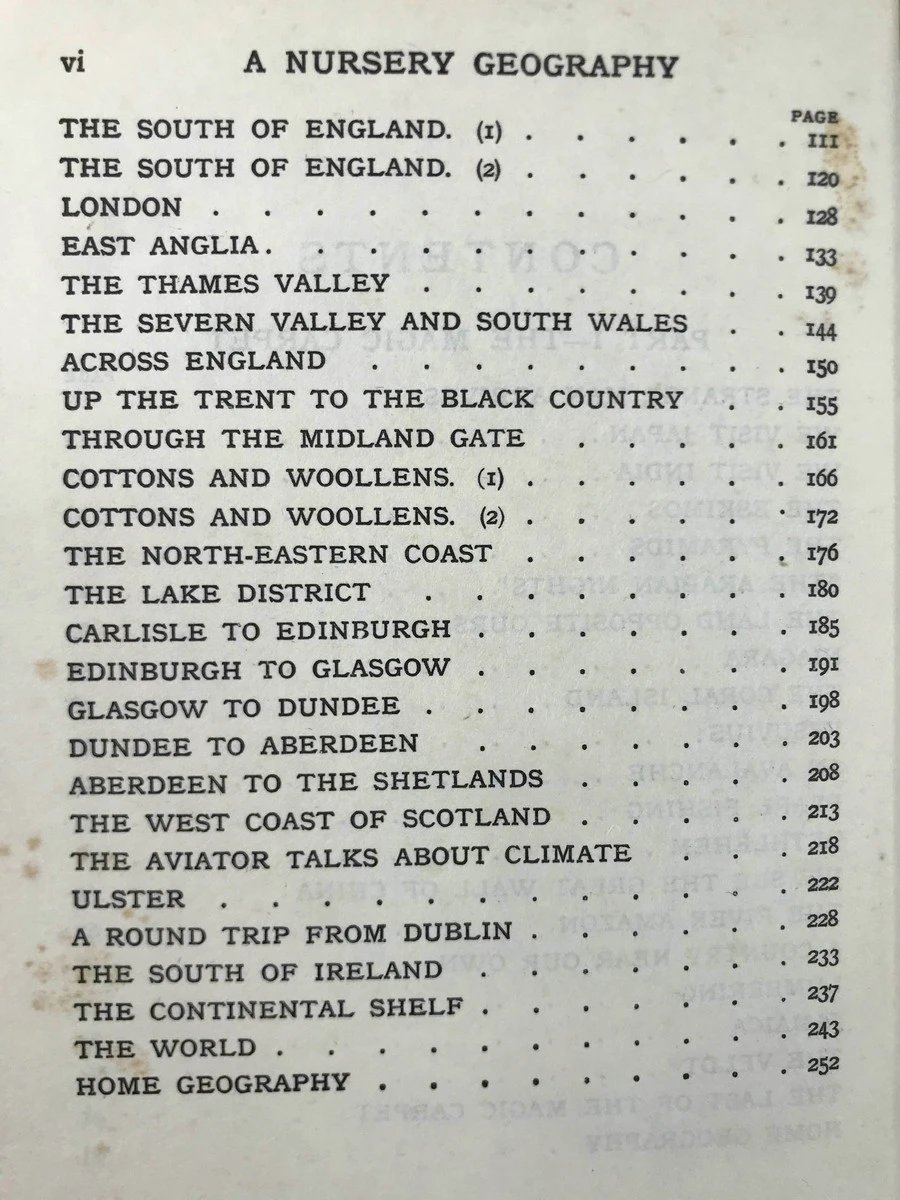 vi A NURSERY GEOGRAPHY
PAGE
THE SOUTH OF ENGLAND. (1) . . . . . . 111
THE SOUTH OF ENGLAND. (2) . . . . . . 120
LONDON . . . . . . . . . . . . 128
EAST ANGLIA . . . . . . . . . . . 133
THE THAMES VALLEY . . . . . . . . 139
THE SEVERN VALLEY AND SOUTH WALES . . 144
ACROSS ENGLAND . . . . . . . . . 150
UP THE TRENT TO THE BLACK COUNTRY . . 155
THROUGH THE MIDLAND GATE . . . . . 161
COTTONS AND WOOLLENS. (1) . . . . . . 166
COTTONS AND WOOLLENS. (2) . . . . . . 172
THE NORTH-EASTERN COAST . . . . . . 176
THE LAKE DISTRICT . . . . . . . . 180
CARLISLE TO EDINBURGH . . . . . . . 185
EDINBURGH TO GLASGOW . . . . . . . 191
GLASGOW TO DUNDEE . . . . . . . . 198
DUNDEE TO ABERDEEN . . . . . . . 203
ABERDEEN TO THE SHETLANDS . . . . . 208
THE WEST COAST OF SCOTLAND . . . . . 213
THE AVIATOR TALKS ABOUT CLIMATE . . . 218
ULSTER . . . . . . . . . . . . 222
A ROUND TRIP FROM DUBLIN . . . . . . 228
THE SOUTH OF IRELAND . . . . . . . 233
THE CONTINENTAL SHELF . . . . . . . 237
THE WORLD . . . . . . . . . . . 243
HOME GEOGRAPHY . . . . . . . . . 252